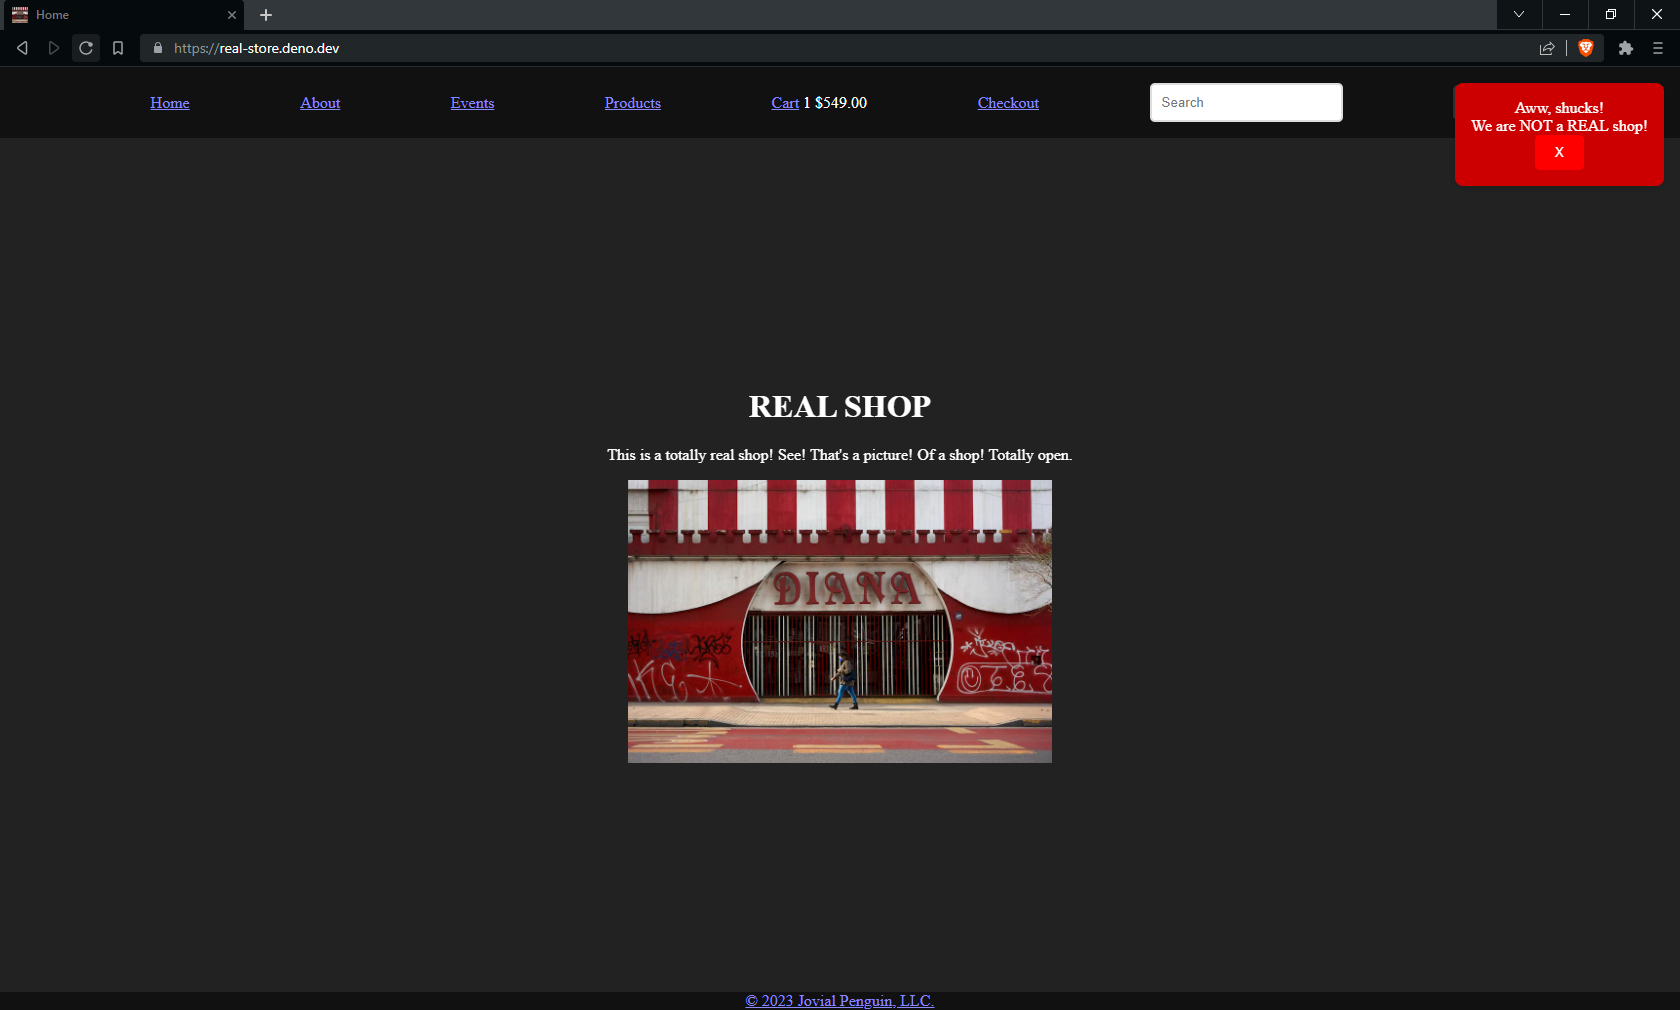 Home
https://real-store.deno.dev
Home About Events Products Cart 1 $549.00 Checkout Search
Aww, shucks!
We are NOT a REAL shop!
X
REAL SHOP
This is a totally real shop! See! That's a picture! Of a shop! Totally open.
DIANA
© 2023 Jovial Penguin, LLC.